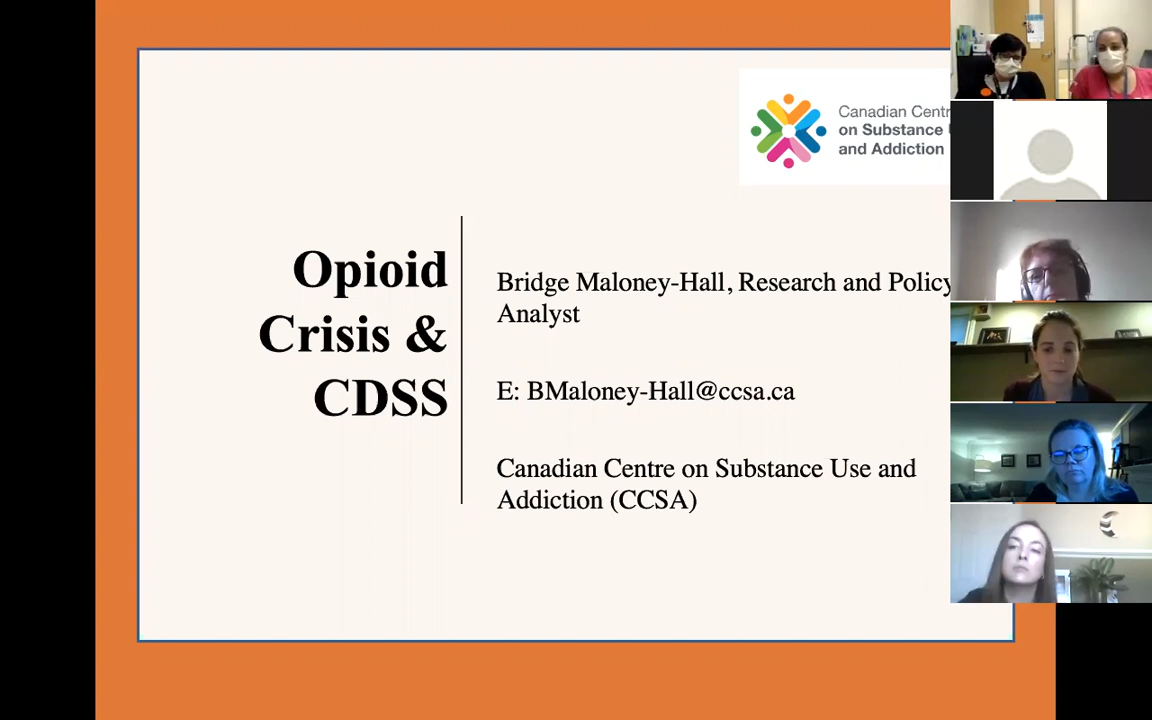 Canadian Centr
on Substance
and Addiction
Opioid
Crisis &
CDSS
Bridge Maloney-Hall, Research and Policy
Analyst
E: BMaloney-Hall@ccsa.ca
Canadian Centre on Substance Use and
Addiction (CCSA)